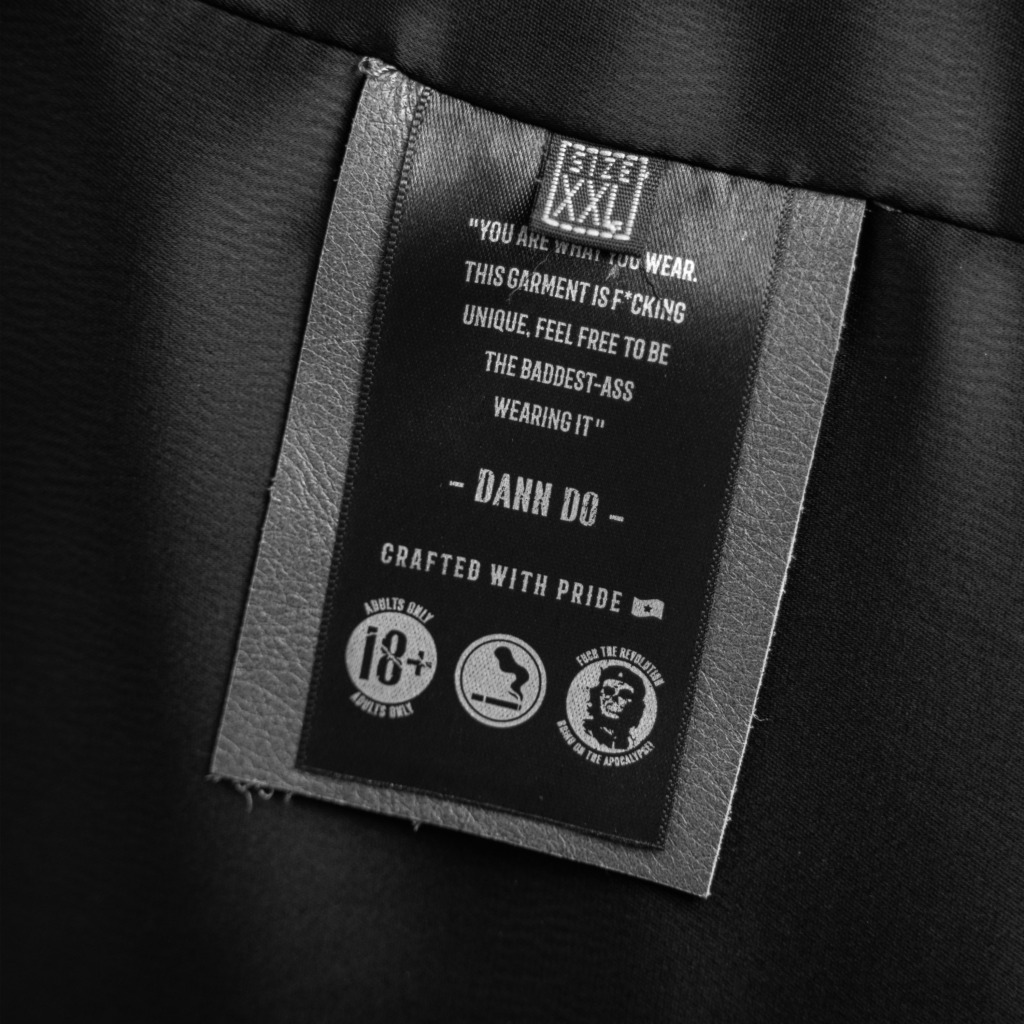 SIZE
XXL
"YOU ARE WHAT YOU WEAR.
THIS GARMENT IS F*CKING
UNIQUE, FEEL FREE TO BE
THE BADDEST-ASS
WEARING IT"
- DANN DO -
CRAFTED WITH PRIDE
ADULTS ONLY
18+
ADULTS ONLY
FUCK THE REVOLUTION
BRING ON THE APOCALYPSE!